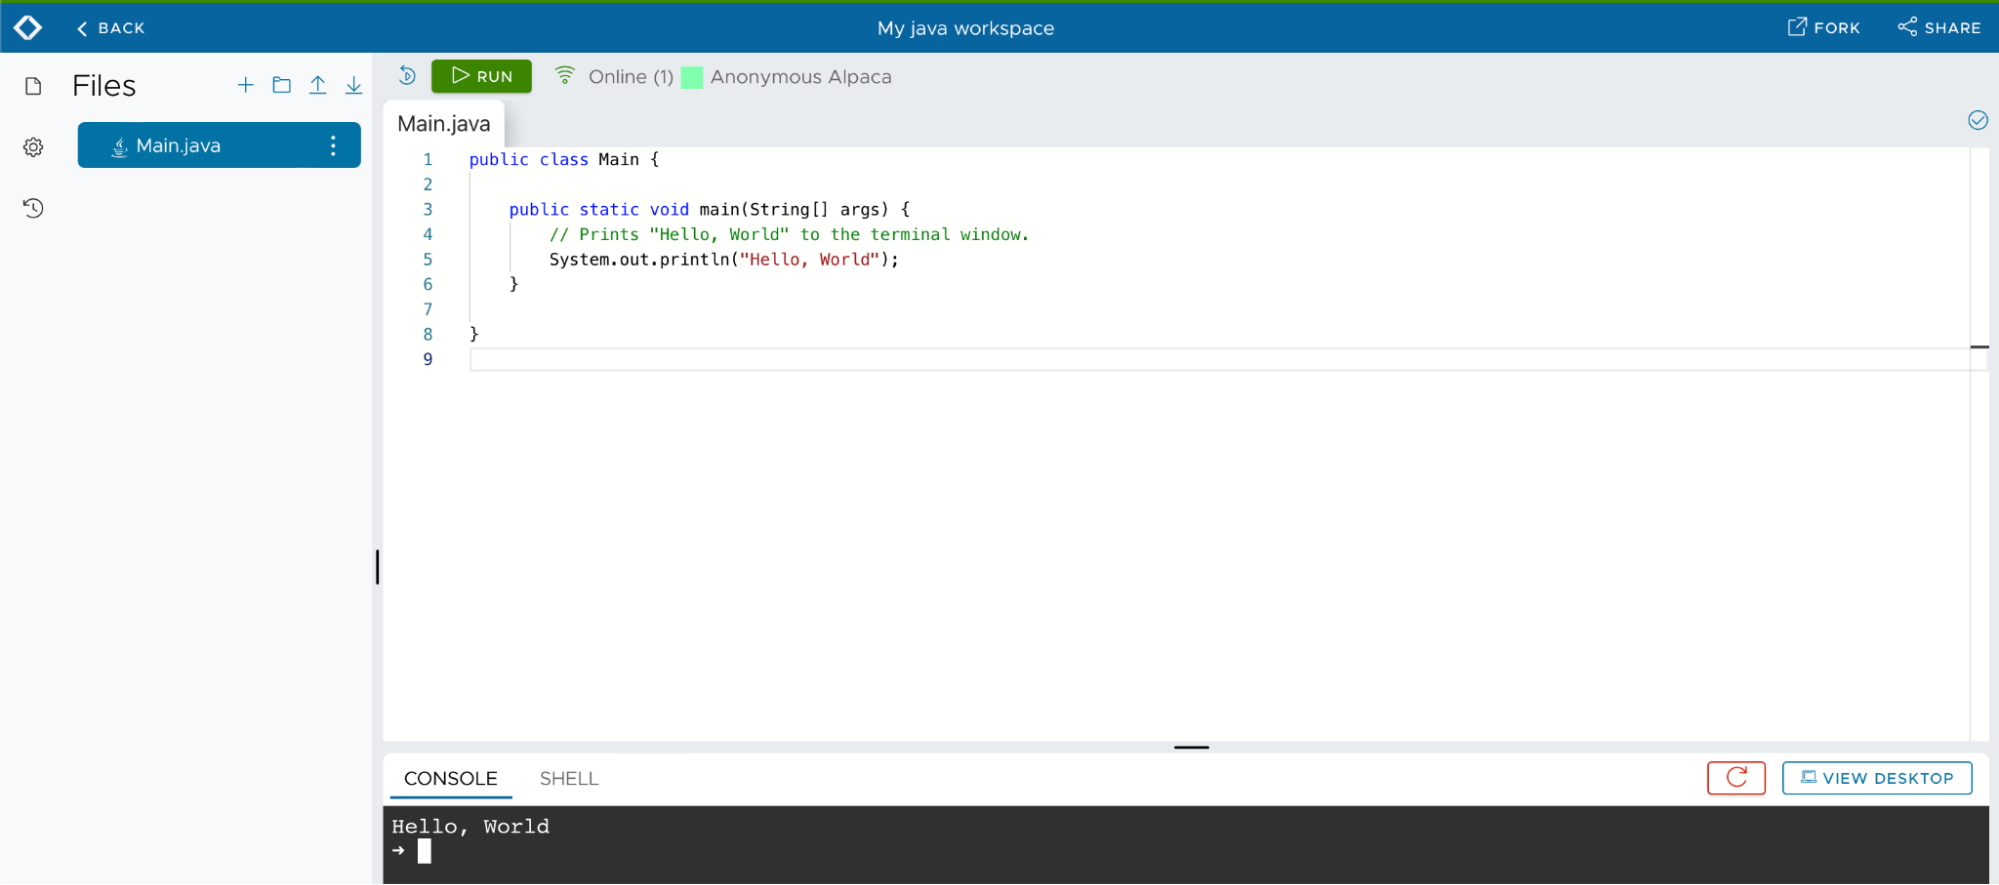 BACK
My java workspace
FORK
SHARE
Files
RUN
Online (1) Anonymous Alpaca
Main.java
Main.java
1 public class Main {
2
3     public static void main(String[] args) {
4         // Prints "Hello, World" to the terminal window.
5         System.out.println("Hello, World");
6     }
7
8 }
9
CONSOLE
SHELL
VIEW DESKTOP
Hello, World
➜